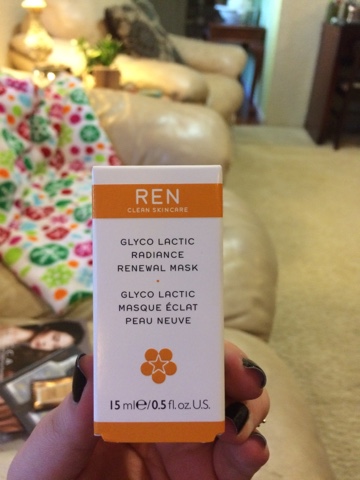 REN
CLEAN SKINCARE
GLYCO LACTIC
RADIANCE
RENEWAL MASK
GLYCO LACTIC
MASQUE ÉCLAT
PEAU NEUVE
15 ml℮/0.5 fl. oz. U.S.